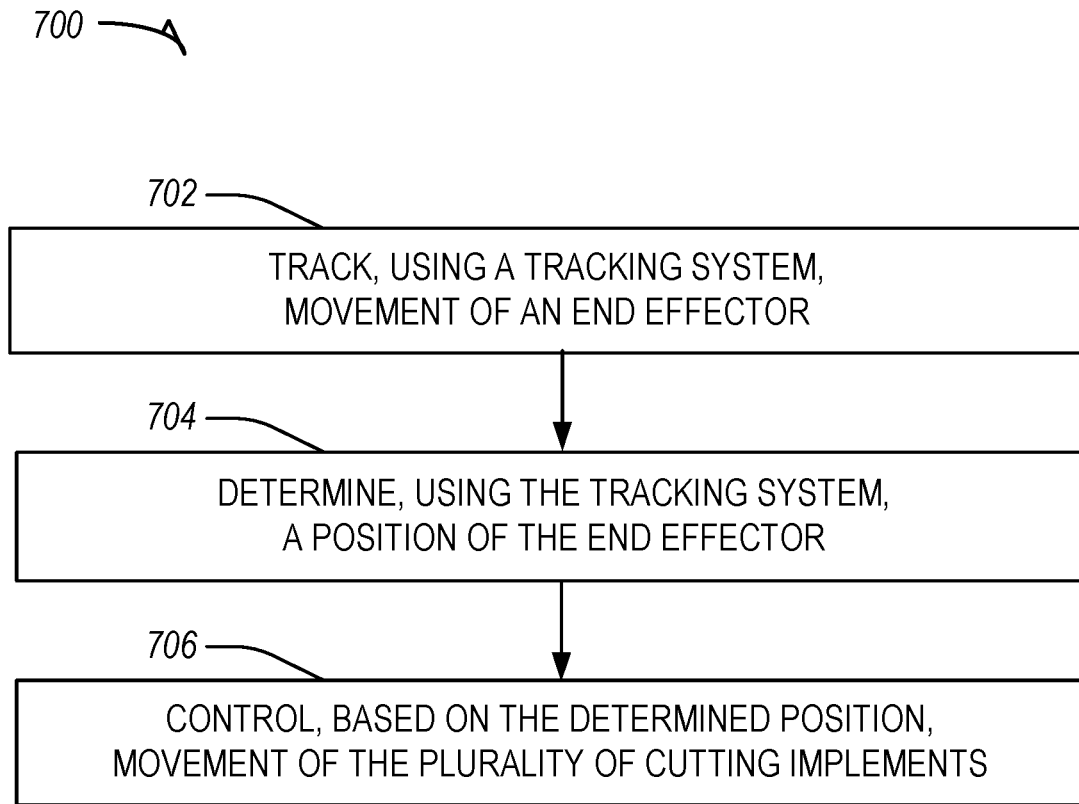 700
702
TRACK, USING A TRACKING SYSTEM,
MOVEMENT OF AN END EFFECTOR
704
DETERMINE, USING THE TRACKING SYSTEM,
A POSITION OF THE END EFFECTOR
706
CONTROL, BASED ON THE DETERMINED POSITION,
MOVEMENT OF THE PLURALITY OF CUTTING IMPLEMENTS